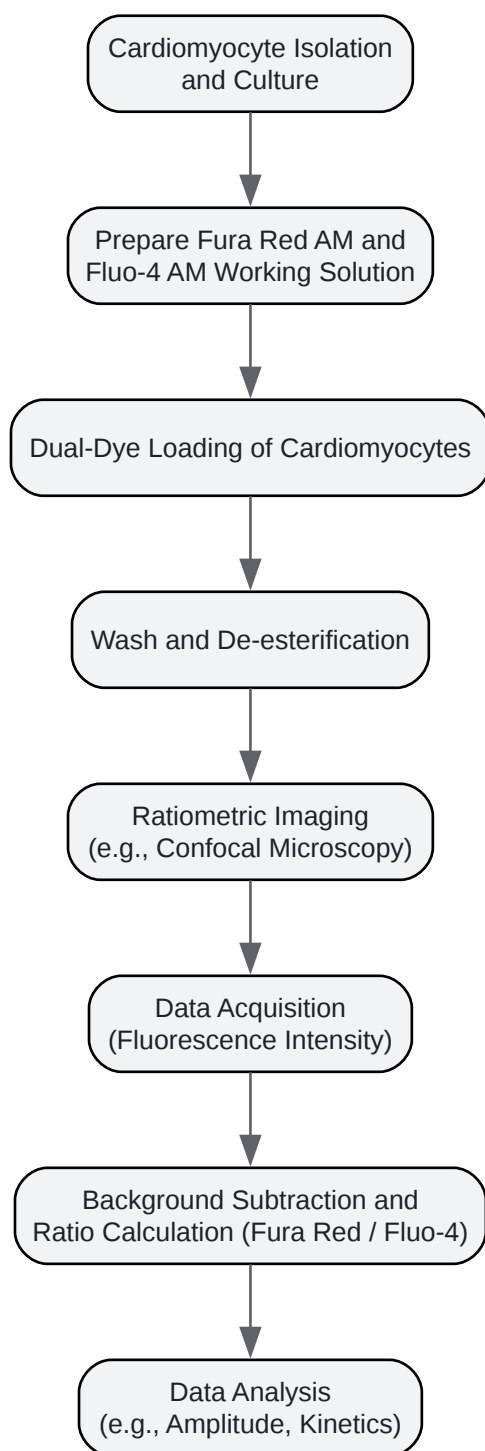 Cardiomyocyte Isolation
and Culture
Prepare Fura Red AM and
Fluo-4 AM Working Solution
Dual-Dye Loading of Cardiomyocytes
Wash and De-esterification
Ratiometric Imaging
(e.g., Confocal Microscopy)
Data Acquisition
(Fluorescence Intensity)
Background Subtraction and
Ratio Calculation (Fura Red / Fluo-4)
Data Analysis
(e.g., Amplitude, Kinetics)